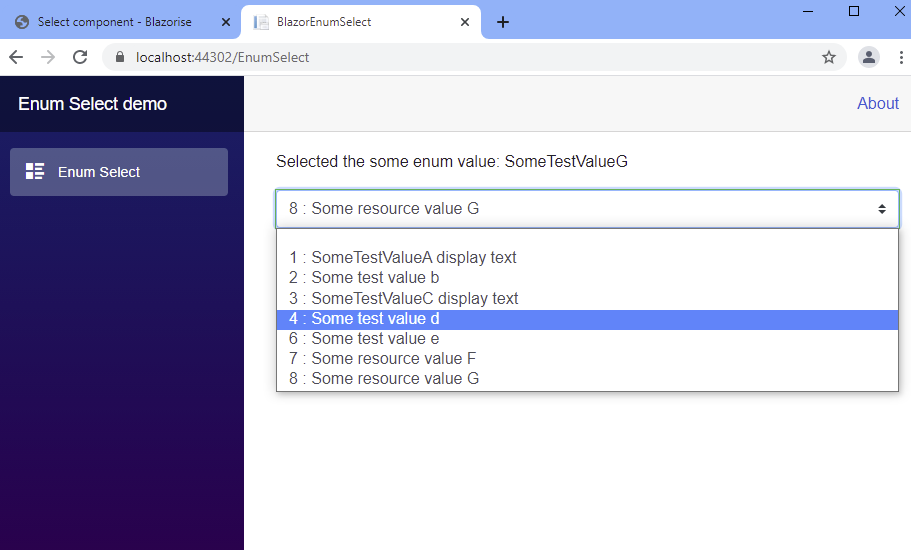 Select component - Blazorise
BlazorEnumSelect
localhost:44302/EnumSelect
Enum Select demo
About
Enum Select
Selected the some enum value: SomeTestValueG
8 : Some resource value G
1 : SomeTestValueA display text
2 : Some test value b
3 : SomeTestValueC display text
4 : Some test value d
6 : Some test value e
7 : Some resource value F
8 : Some resource value G